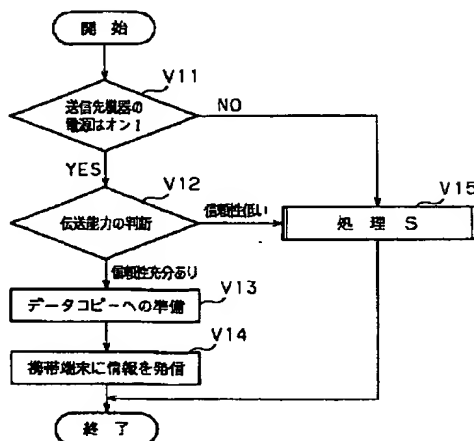 開 始
V11
送信先機器の
電源はオン?
NO
YES
V12
伝送能力の判断
信頼性低い
V15
処 理 S
信頼性充分あり
V13
データコピーへの準備
V14
携帯端末に情報を発信
終 了